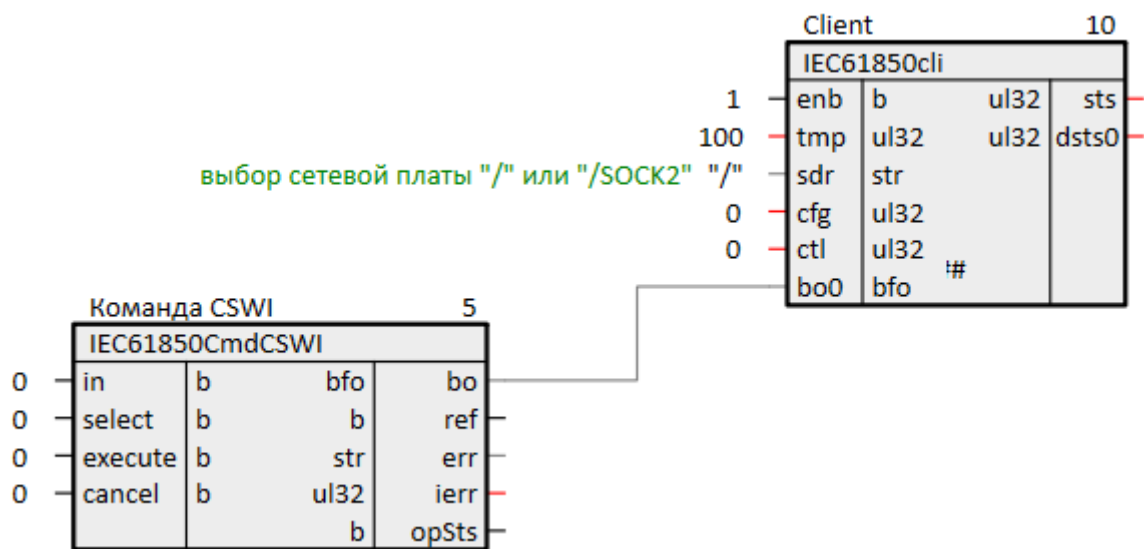 Client 10
IEC61850cli
1 enb b ul32 sts
100 tmp ul32 ul32 dsts0
выбор сетевой платы "/" или "/SOCK2" "/" sdr str
0 cfg ul32
0 ctl ul32
bo0 bfo
Команда CSWI 5
IEC61850CmdCSWI
0 in b bfo bo
0 select b b ref
0 execute b str err
0 cancel b ul32 ierr
b opSts